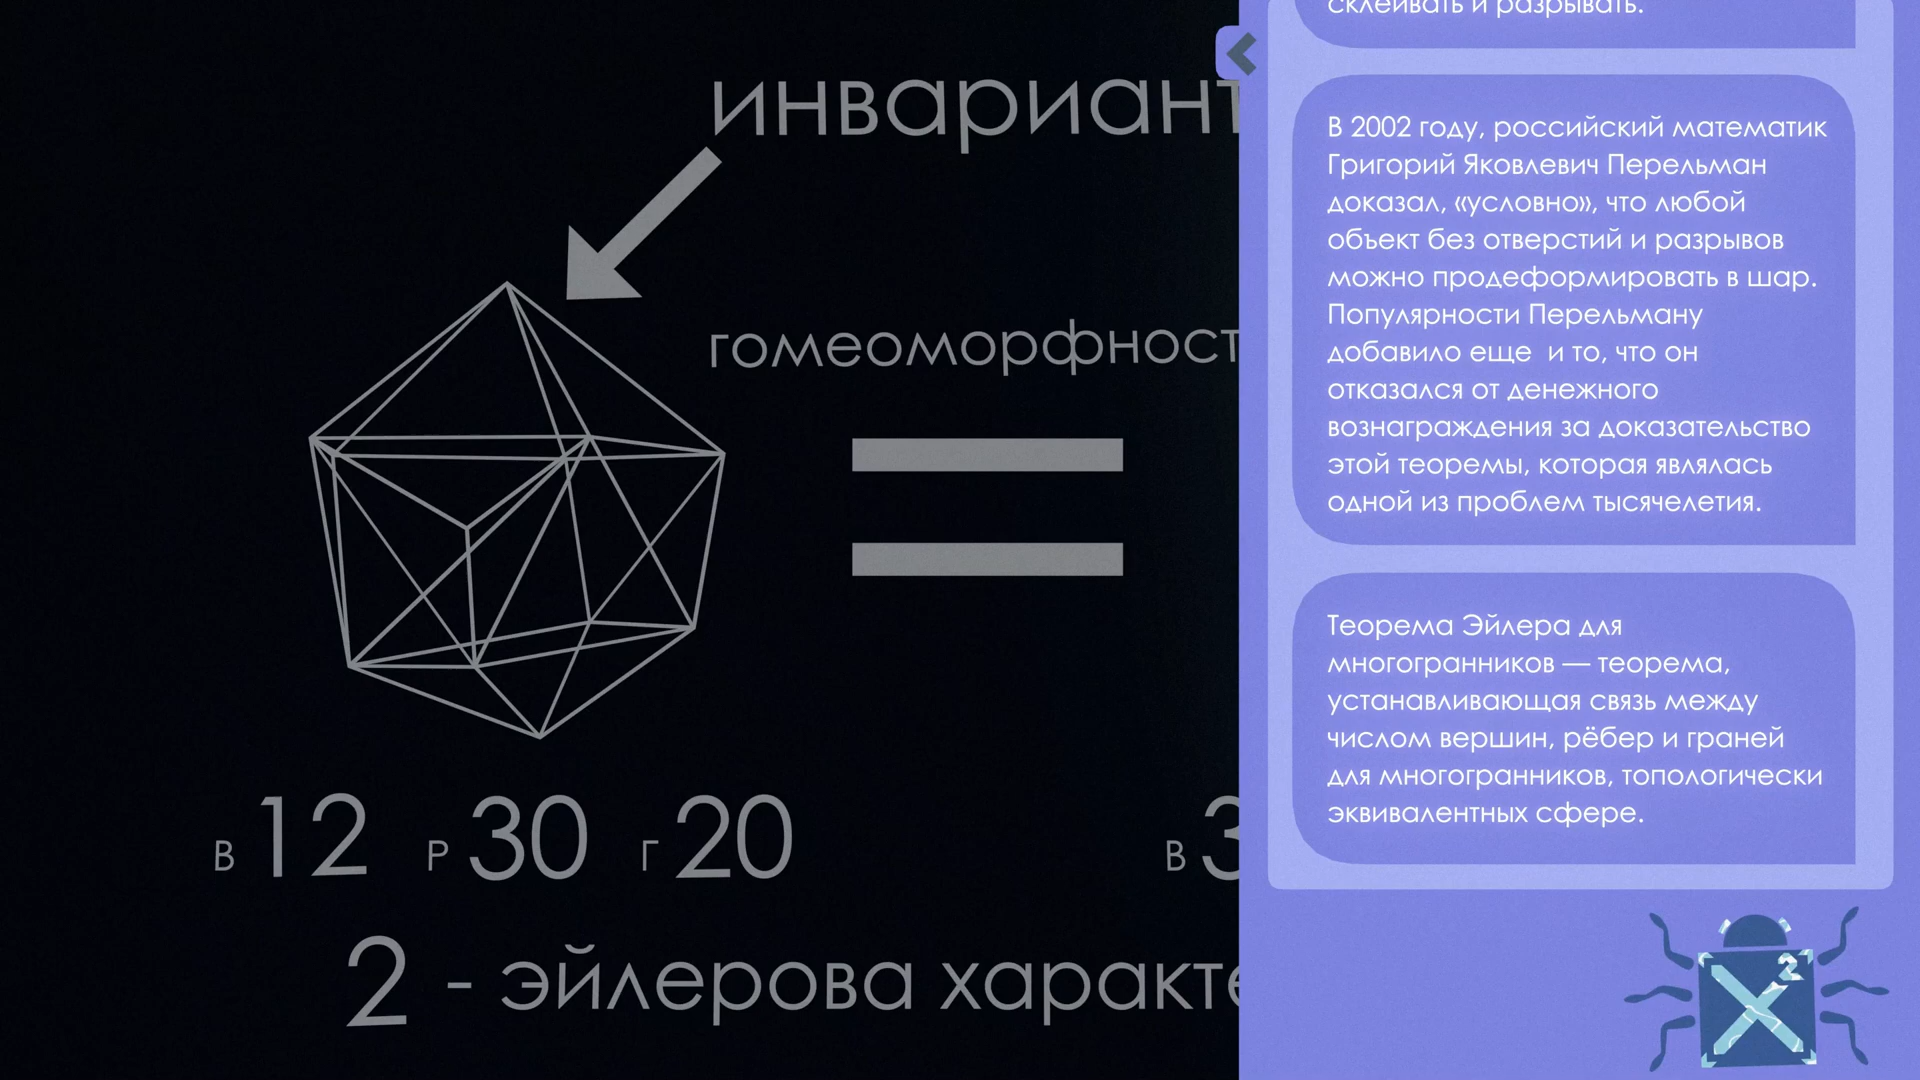 инвариант
гомеоморфност
В 12 Р 30 Г 20
В 3
2 - эйлерова характе
склеивать и разрывать.
В 2002 году, российский математик
Григорий Яковлевич Перельман
доказал, «условно», что любой
объект без отверстий и разрывов
можно продеформировать в шар.
Популярности Перельману
добавило еще  и то, что он
отказался от денежного
вознаграждения за доказательство
этой теоремы, которая являлась
одной из проблем тысячелетия.
Теорема Эйлера для
многогранников — теорема,
устанавливающая связь между
числом вершин, рёбер и граней
для многогранников, топологически
эквивалентных сфере.
X²